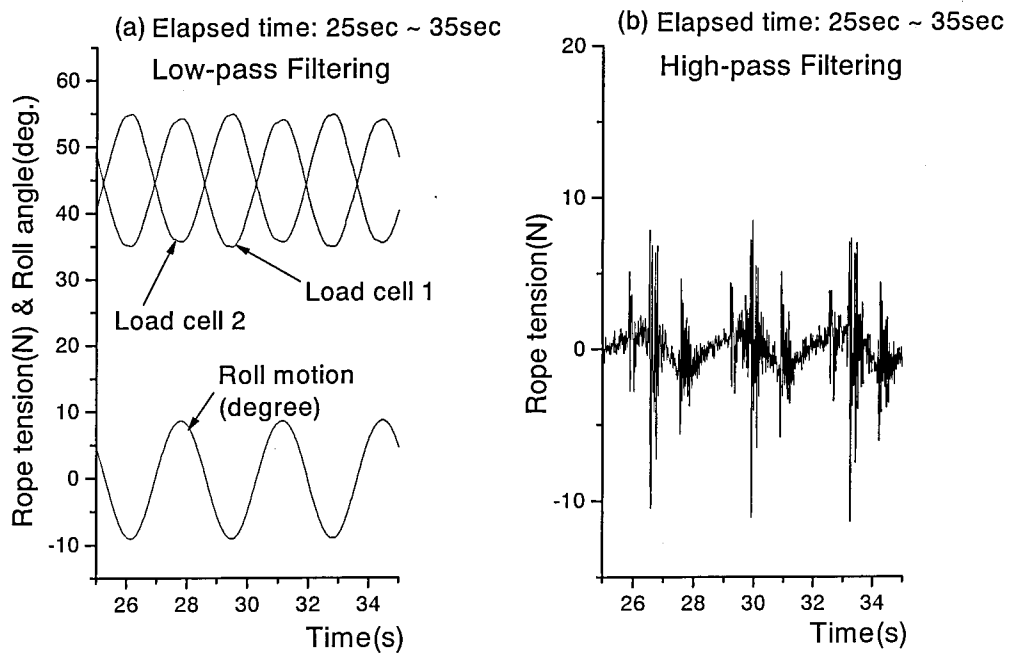 (a) Elapsed time: 25sec ~ 35sec
Low-pass Filtering
Rope tension(N) & Roll angle(deg.)
60
50
40
30
20
10
0
-10
Load cell 1
Load cell 2
Roll motion
(degree)
26 28 30 32 34
Time(s)
(b) Elapsed time: 25sec ~ 35sec
High-pass Filtering
Rope tension(N)
20
10
0
-10
26 28 30 32 34
Time(s)